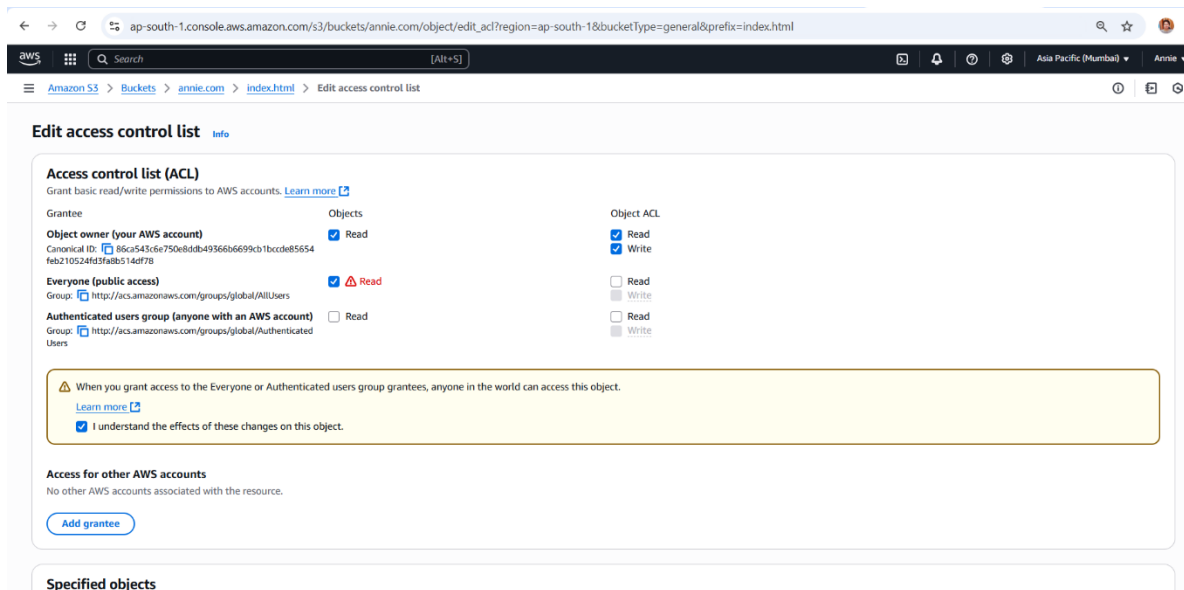 ap-south-1.console.aws.amazon.com/s3/buckets/annie.com/object/edit_acl?region=ap-south-1&bucketType=general&prefix=index.html
aws Search [Alt+S] Asia Pacific (Mumbai) Annie
Amazon S3 > Buckets > annie.com > index.html > Edit access control list
Edit access control list Info
Access control list (ACL)
Grant basic read/write permissions to AWS accounts. Learn more
Grantee Objects Object ACL
Object owner (your AWS account) Read Read
Canonical ID: 86ca543c6e750e8ddb49366b6699cb1bccde85654 Write
feb210524fd3fa8b514df78
Everyone (public access) Read Read
Group: http://acs.amazonaws.com/groups/global/AllUsers Write
Authenticated users group (anyone with an AWS account) Read Read
Group: http://acs.amazonaws.com/groups/global/Authenticated Write
Users
When you grant access to the Everyone or Authenticated users group grantees, anyone in the world can access this object.
Learn more
I understand the effects of these changes on this object.
Access for other AWS accounts
No other AWS accounts associated with the resource.
Add grantee
Specified objects